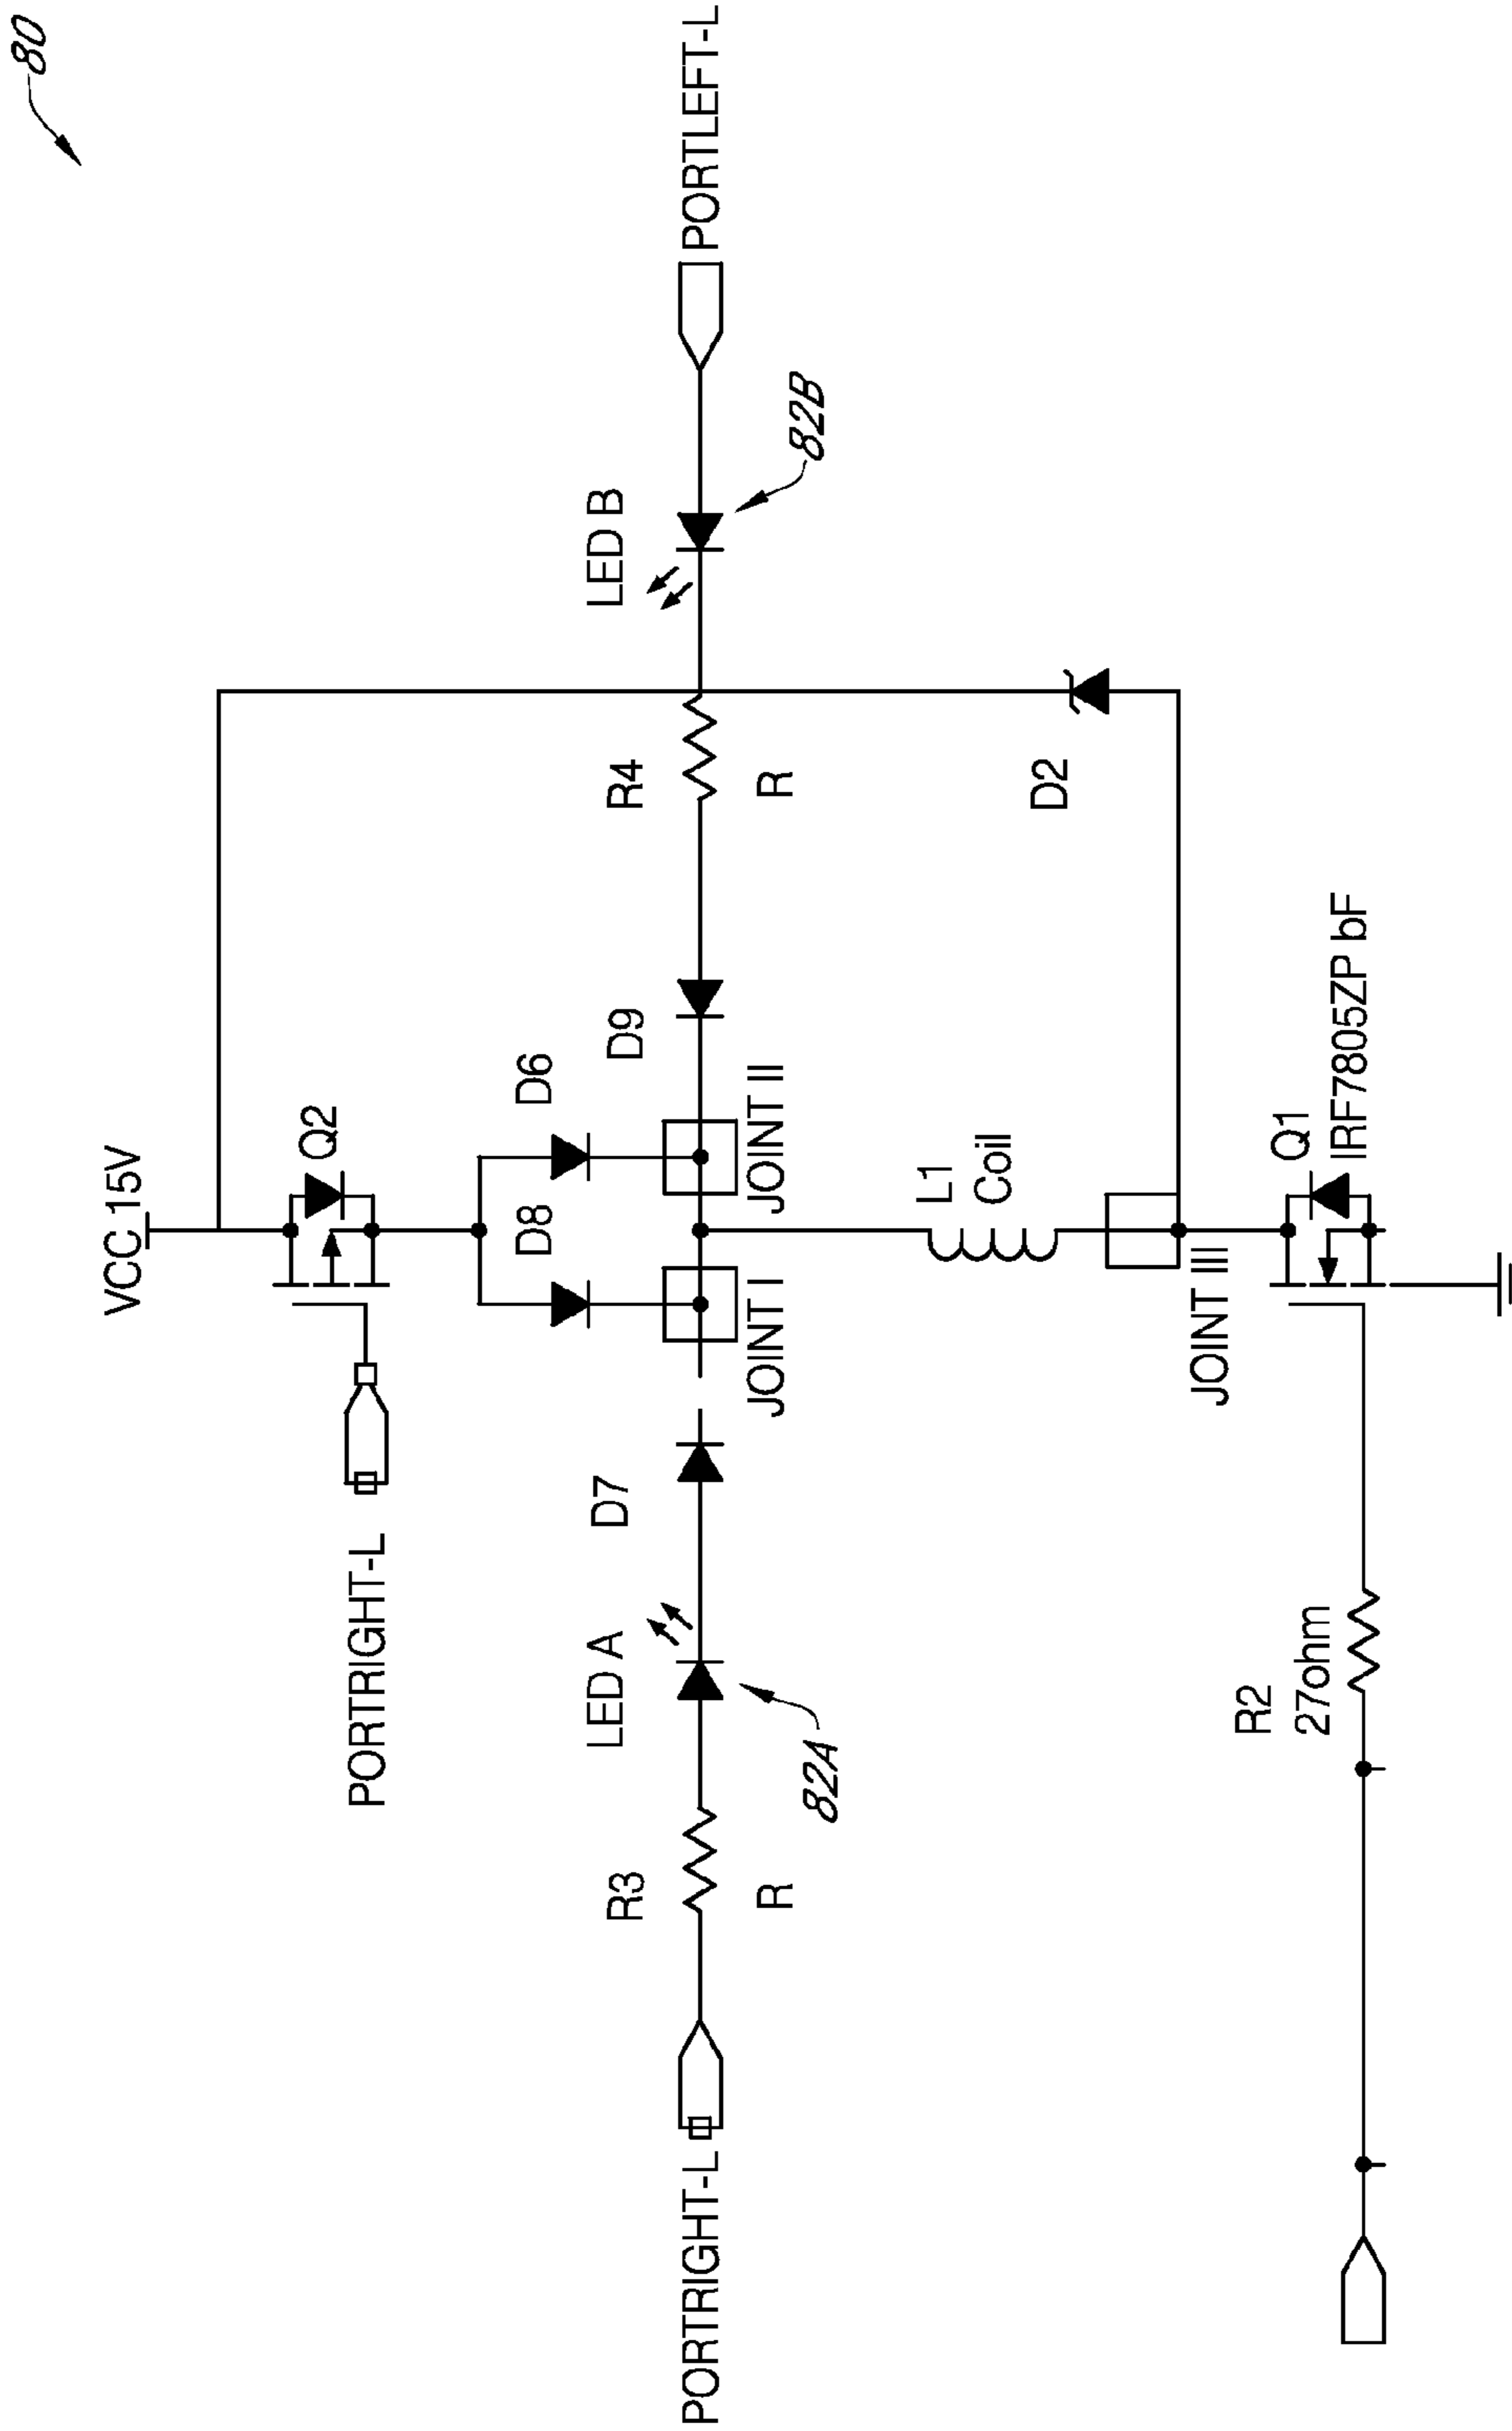 80
VCC 15V
Q2
PORTRIGHT-L
D8
D6
PORTRIGHT-L
R3
R
LED A
82A
D7
JOINT I
JOINT II
D9
R4
R
LED B
82B
PORTLEFT-L
L1
Coil
D2
JOINT III
Q1
IRF7805ZP bF
R2
27ohm